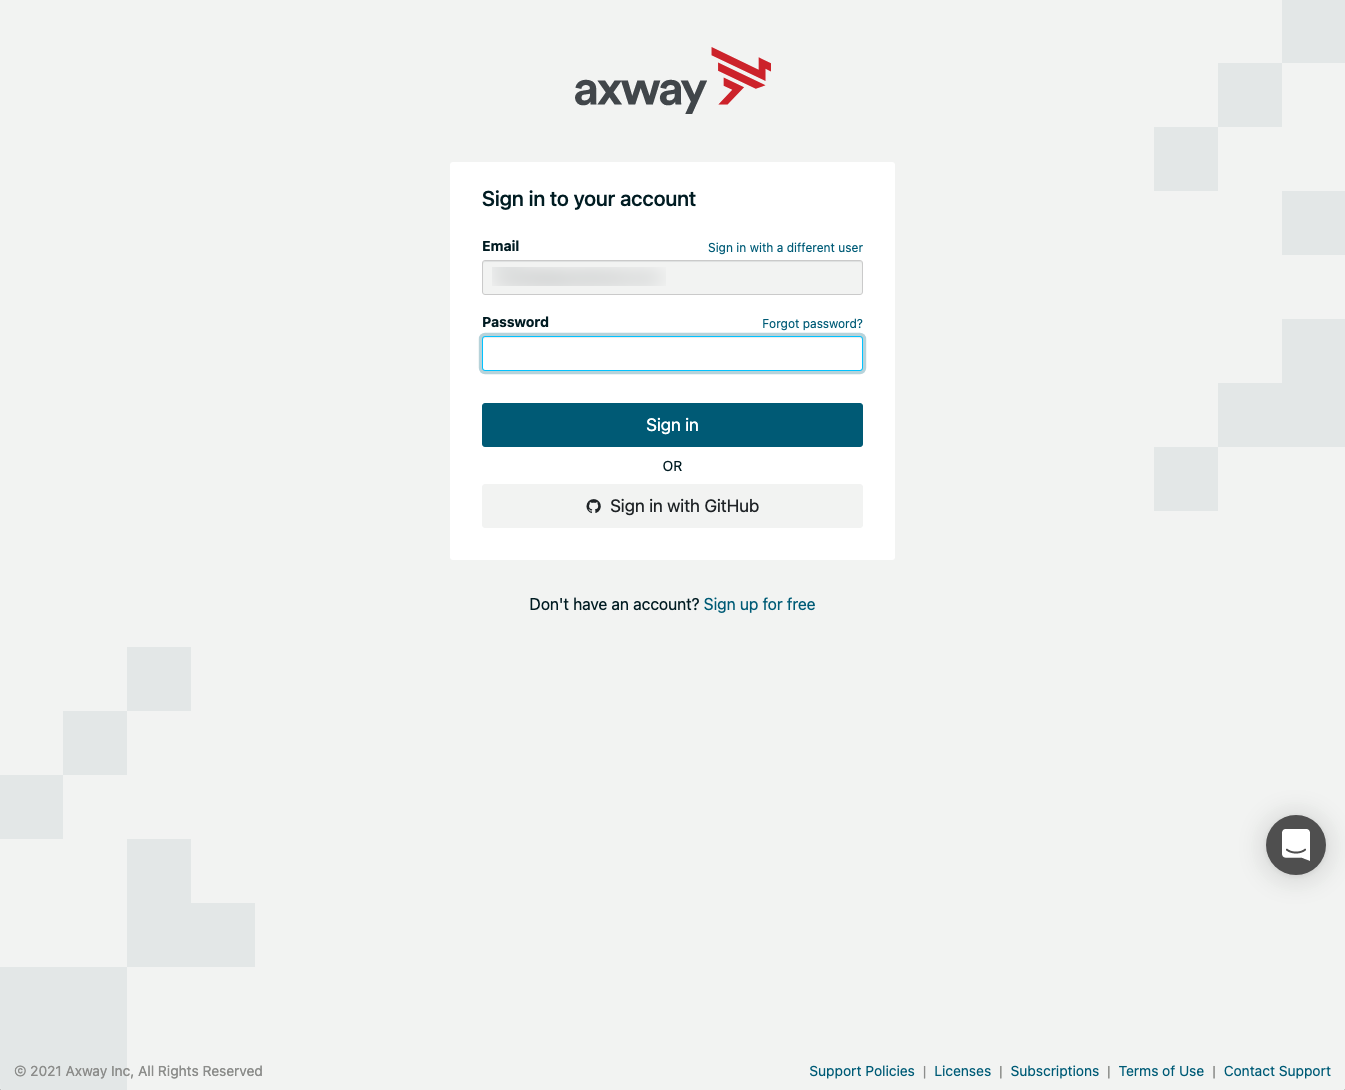 axway
Sign in to your account
Email
Sign in with a different user
Password
Forgot password?
Sign in
OR
Sign in with GitHub
Don't have an account? Sign up for free
© 2021 Axway Inc, All Rights Reserved
Support Policies | Licenses | Subscriptions | Terms of Use | Contact Support